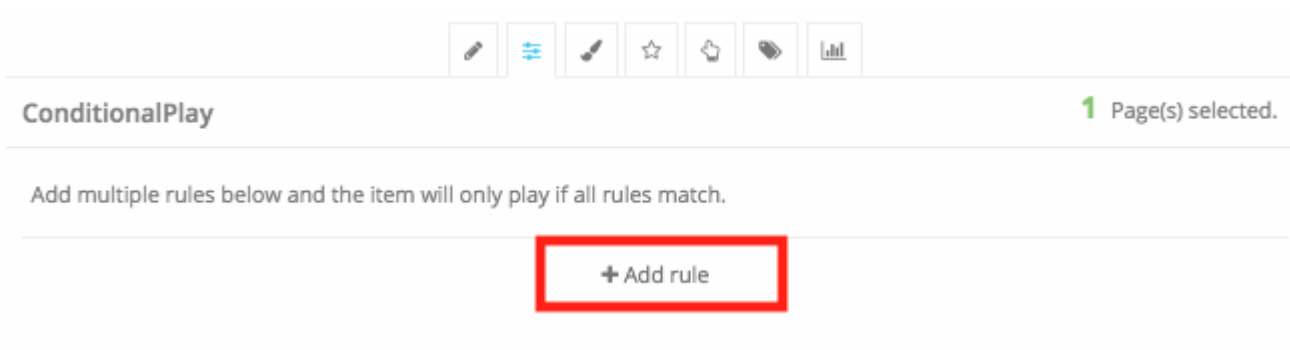 ConditionalPlay
1 Page(s) selected.
Add multiple rules below and the item will only play if all rules match.
+ Add rule